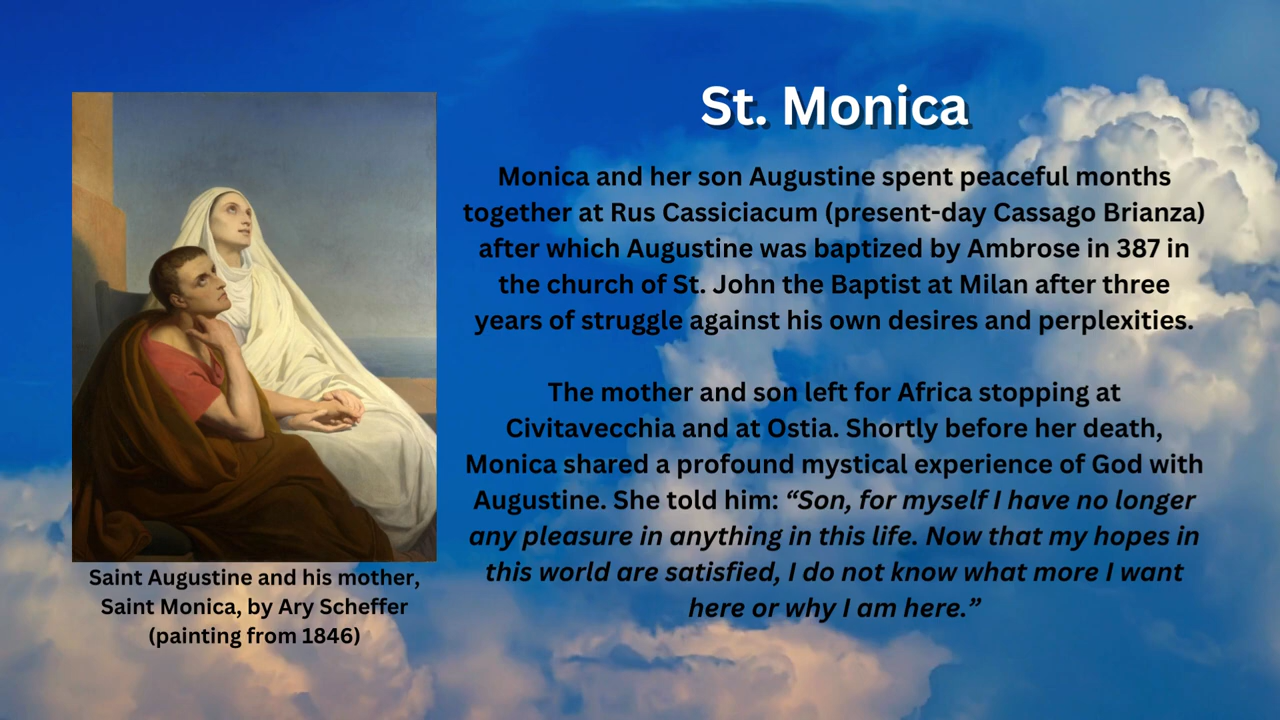 St. Monica
Monica and her son Augustine spent peaceful months
together at Rus Cassiciacum (present-day Cassago Brianza)
after which Augustine was baptized by Ambrose in 387 in
the church of St. John the Baptist at Milan after three
years of struggle against his own desires and perplexities.
The mother and son left for Africa stopping at
Civitavecchia and at Ostia. Shortly before her death,
Monica shared a profound mystical experience of God with
Augustine. She told him: “Son, for myself I have no longer
any pleasure in anything in this life. Now that my hopes in
this world are satisfied, I do not know what more I want
here or why I am here.”
Saint Augustine and his mother,
Saint Monica, by Ary Scheffer
(painting from 1846)